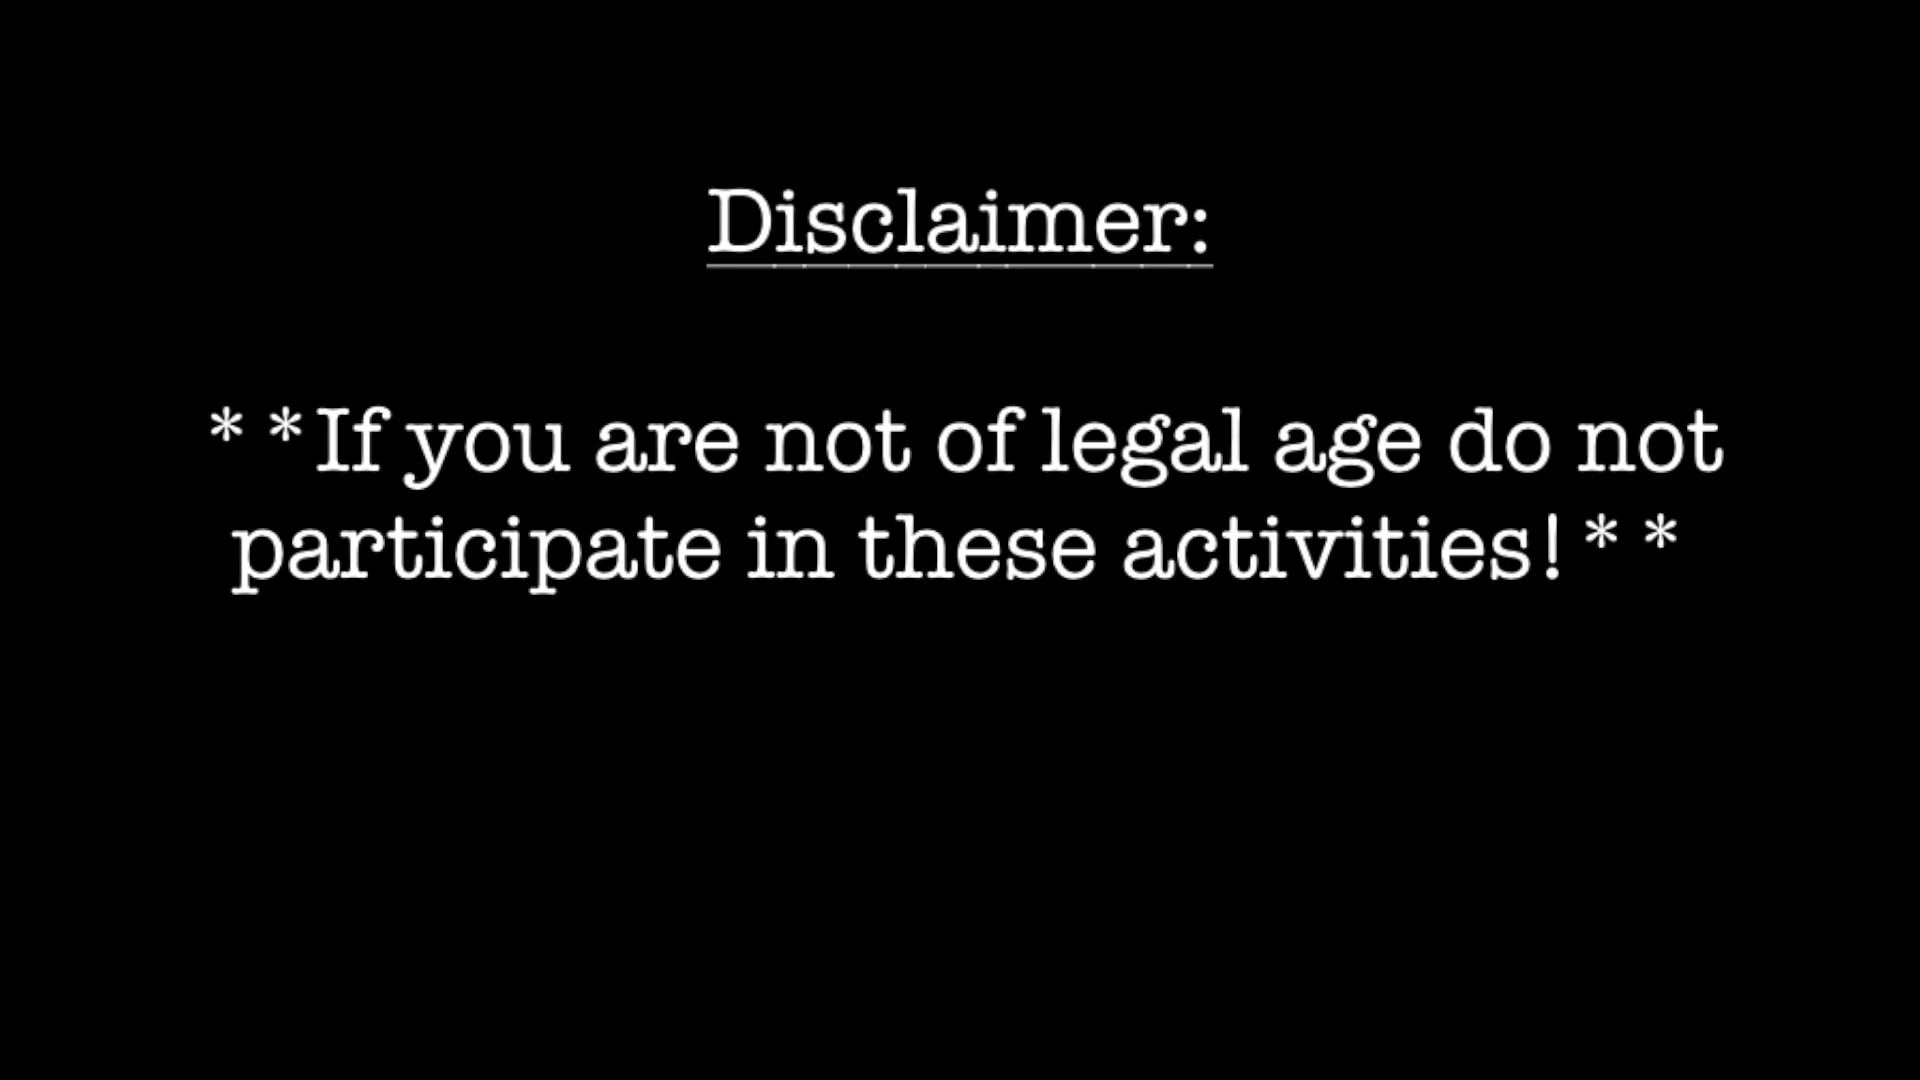 Disclaimer:
**If you are not of legal age do not
participate in these activities!**